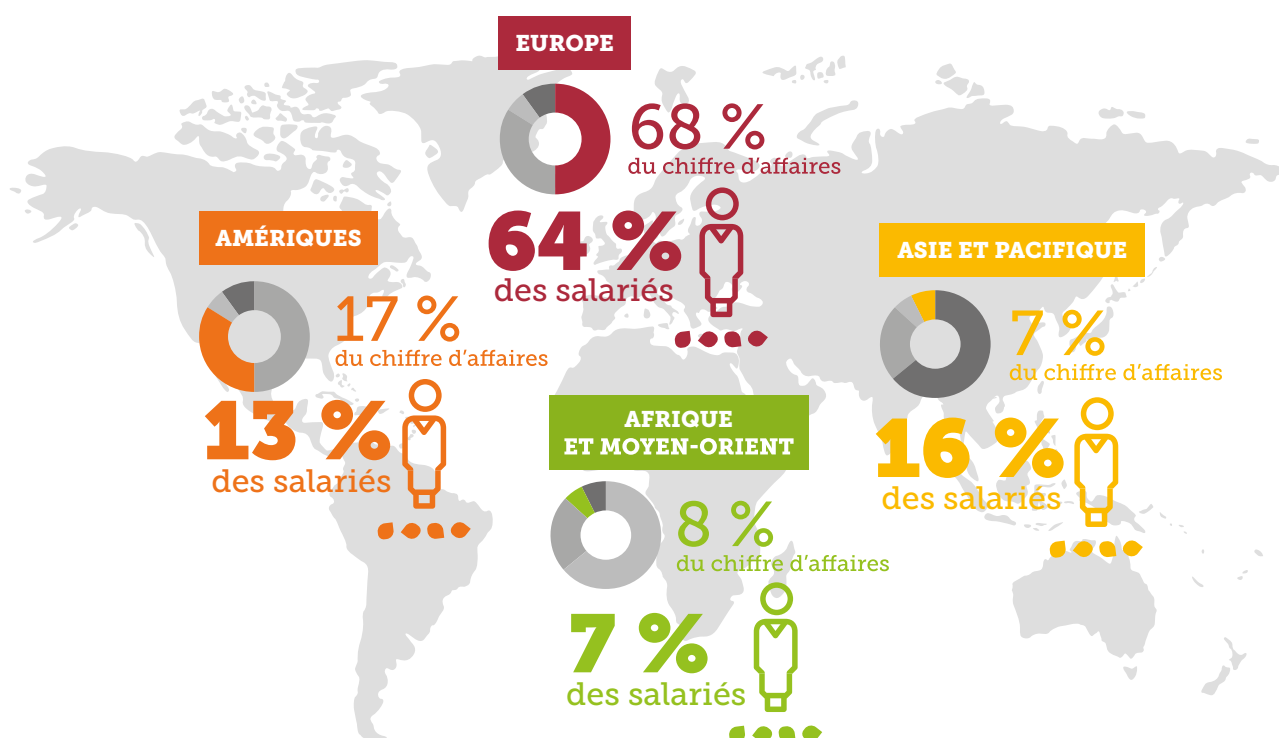 EUROPE
68 %
du chiffre d’affaires
64 %
des salariés
AMÉRIQUES
17 %
du chiffre d’affaires
13 %
des salariés
ASIE ET PACIFIQUE
7 %
du chiffre d’affaires
16 %
des salariés
AFRIQUE
ET MOYEN-ORIENT
8 %
du chiffre d’affaires
7 %
des salariés